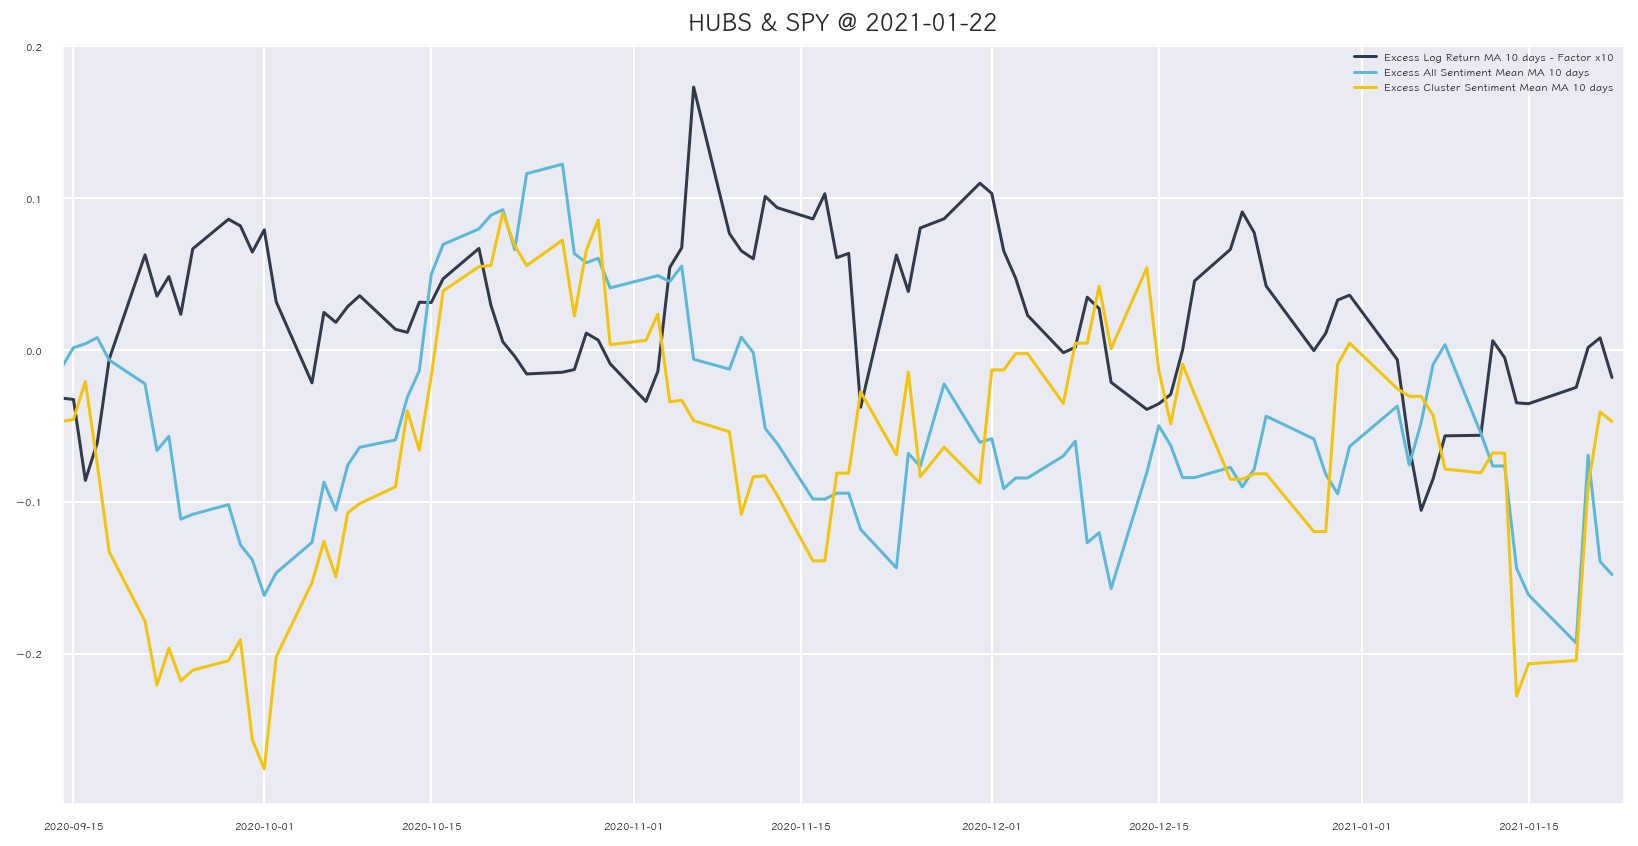 HUBS & SPY @ 2021-01-22
Excess Log Return MA 10 days - Factor x10
Excess All Sentiment Mean MA 10 days
Excess Cluster Sentiment Mean MA 10 days
0.2
0.1
0.0
−0.1
−0.2
2020-09-15 2020-10-01 2020-10-15 2020-11-01 2020-11-15 2020-12-01 2020-12-15 2021-01-01 2021-01-15